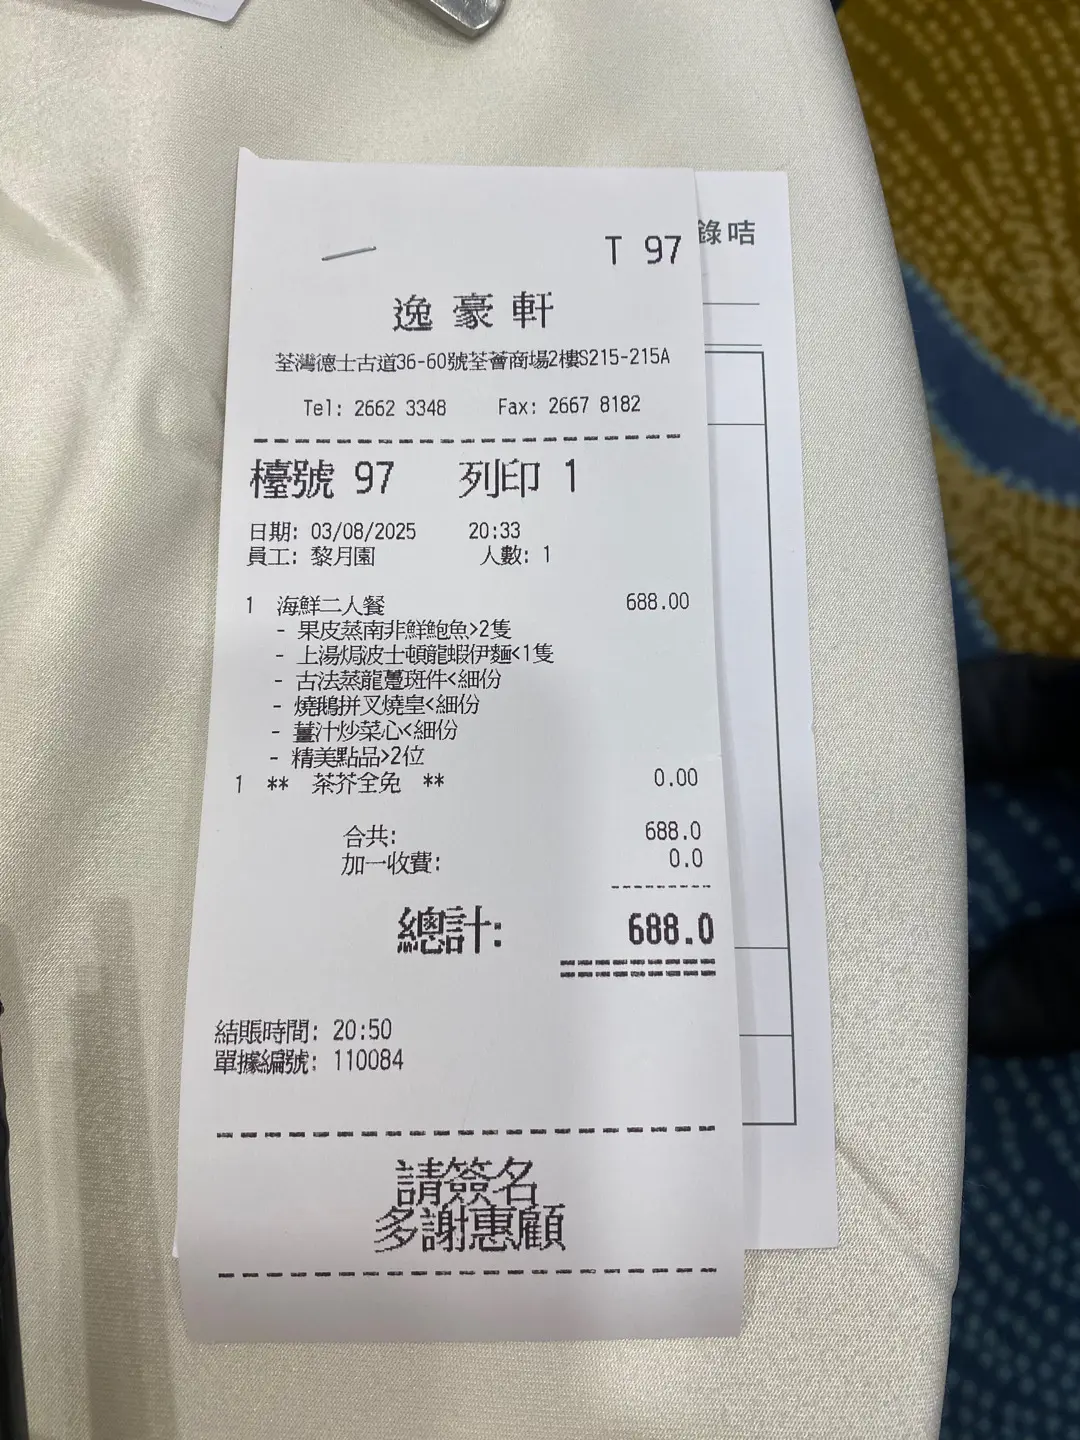 T 97
錄咭
逸豪軒
荃灣德士古道36-60號荃薈商場2樓S215-215A
Tel: 2662 3348 Fax: 2667 8182
檯號 97 列印 1
日期: 03/08/2025 20:33
員工: 黎月園 人數: 1
1 海鮮二人餐 688.00
- 果皮蒸南非鮮鮑魚>2隻
- 上湯焗波士頓龍蝦伊麵<1隻
- 古法蒸龍躉斑件<細份
- 燒鵝拼叉燒皇<細份
- 薑汁炒菜心<細份
- 精美點品>2位
1 ** 茶芥全免 ** 0.00
合共: 688.0
加一收費: 0.0
總計: 688.0
結賬時間: 20:50
單據編號: 110084
請簽名
多謝惠顧